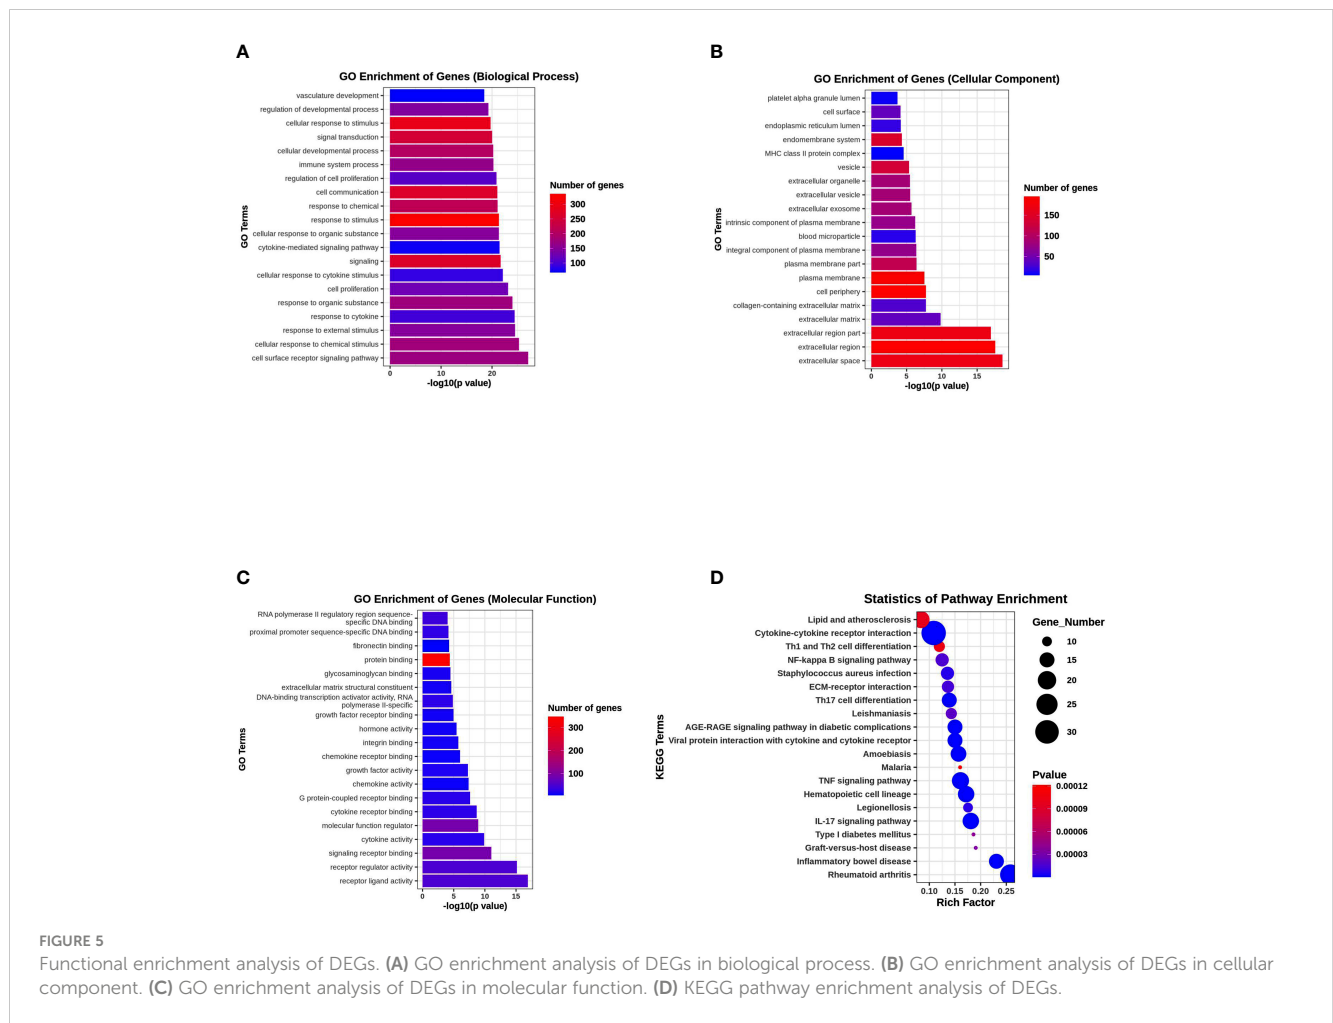 A
GO Enrichment of Genes (Biological Process)
GO Terms
vasculature development
regulation of developmental process
cellular response to stimulus
signal transduction
cellular developmental process
immune system process
regulation of cell proliferation
cell communication
response to chemical
response to stimulus
cellular response to organic substance
cytokine-mediated signaling pathway
signaling
cellular response to cytokine stimulus
cell proliferation
response to organic substance
response to cytokine
response to external stimulus
cellular response to chemical stimulus
cell surface receptor signaling pathway
0 10 20
-log10(p value)
Number of genes
300
250
200
150
100
B
GO Enrichment of Genes (Cellular Component)
GO Terms
platelet alpha granule lumen
cell surface
endoplasmic reticulum lumen
endomembrane system
MHC class II protein complex
vesicle
extracellular organelle
extracellular vesicle
extracellular exosome
intrinsic component of plasma membrane
blood microparticle
integral component of plasma membrane
plasma membrane part
plasma membrane
cell periphery
collagen-containing extracellular matrix
extracellular matrix
extracellular region part
extracellular region
extracellular space
0 5 10 15
-log10(p value)
Number of genes
150
100
50
C
GO Enrichment of Genes (Molecular Function)
GO Terms
RNA polymerase II regulatory region sequence-
specific DNA binding
proximal promoter sequence-specific DNA binding
fibronectin binding
protein binding
glycosaminoglycan binding
extracellular matrix structural constituent
DNA-binding transcription activator activity, RNA
polymerase II-specific
growth factor receptor binding
hormone activity
integrin binding
chemokine receptor binding
growth factor activity
chemokine activity
G protein-coupled receptor binding
cytokine receptor binding
molecular function regulator
cytokine activity
signaling receptor binding
receptor regulator activity
receptor ligand activity
0 5 10 15
-log10(p value)
Number of genes
300
200
100
D
Statistics of Pathway Enrichment
KEGG Terms
Lipid and atherosclerosis
Cytokine-cytokine receptor interaction
Th1 and Th2 cell differentiation
NF-kappa B signaling pathway
Staphylococcus aureus infection
ECM-receptor interaction
Th17 cell differentiation
Leishmaniasis
AGE-RAGE signaling pathway in diabetic complications
Viral protein interaction with cytokine and cytokine receptor
Amoebiasis
Malaria
TNF signaling pathway
Hematopoietic cell lineage
Legionellosis
IL-17 signaling pathway
Type I diabetes mellitus
Graft-versus-host disease
Inflammatory bowel disease
Rheumatoid arthritis
0.10 0.15 0.20 0.25
Rich Factor
Gene_Number
10
15
20
25
30
Pvalue
0.00012
0.00009
0.00006
0.00003
FIGURE 5
Functional enrichment analysis of DEGs. (A) GO enrichment analysis of DEGs in biological process. (B) GO enrichment analysis of DEGs in cellular
component. (C) GO enrichment analysis of DEGs in molecular function. (D) KEGG pathway enrichment analysis of DEGs.